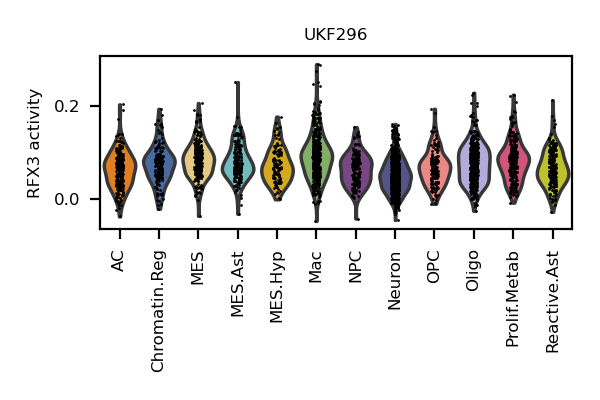 UKF296
RFX3 activity
0.2
0.0
AC
Chromatin.Reg
MES
MES.Ast
MES.Hyp
Mac
NPC
Neuron
OPC
Oligo
Prolif.Metab
Reactive.Ast